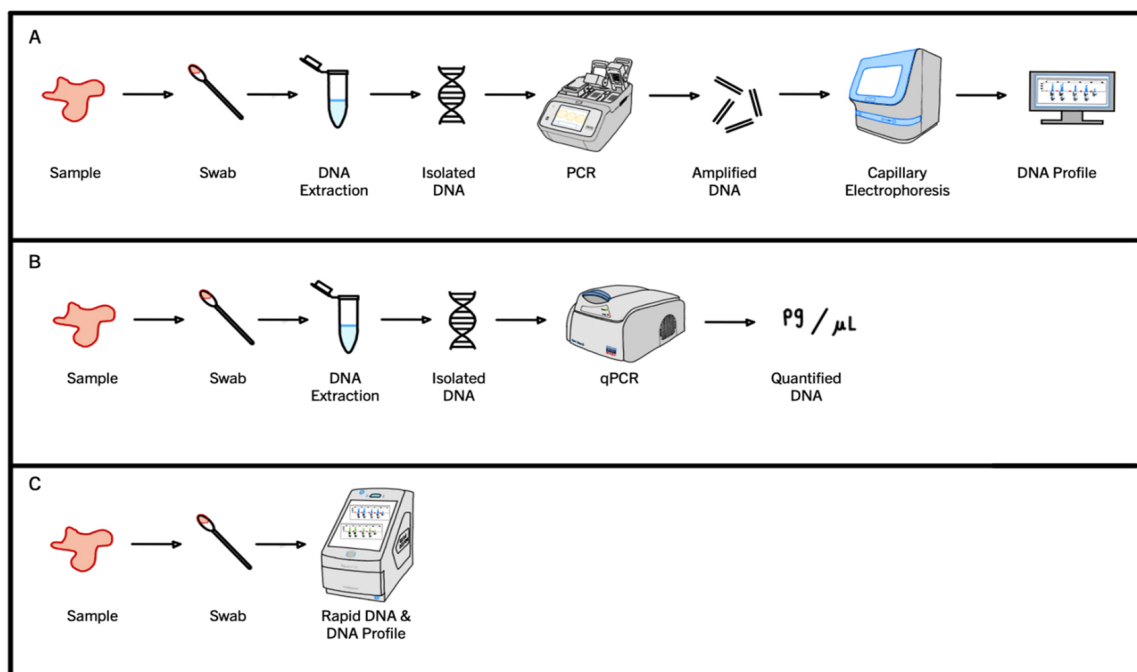 A
Sample
Swab
DNA
Extraction
Isolated
DNA
PCR
Amplified
DNA
Capillary
Electrophoresis
DNA Profile
B
pg / µL
Sample
Swab
DNA
Extraction
Isolated
DNA
qPCR
Quantified
DNA
C
Sample
Swab
Rapid DNA &
DNA Profile